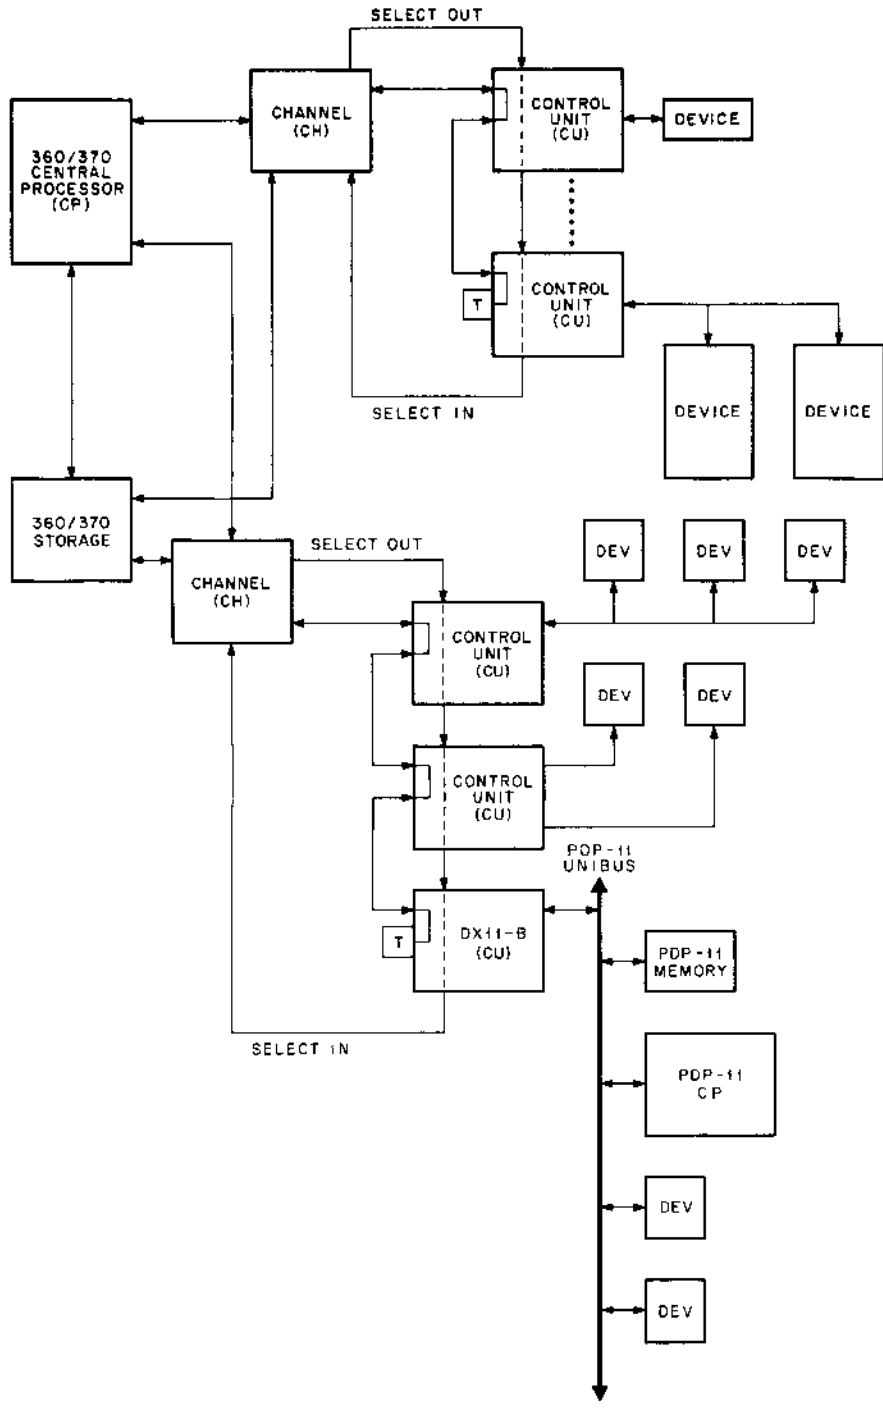 SELECT OUT
CHANNEL
(CH)
CONTROL
UNIT
(CU)
DEVICE
360/370
CENTRAL
PROCESSOR
(CP)
CONTROL
UNIT
(CU)
T
SELECT IN
DEVICE
DEVICE
360/370
STORAGE
SELECT OUT
CHANNEL
(CH)
DEV
DEV
DEV
CONTROL
UNIT
(CU)
DEV
DEV
CONTROL
UNIT
(CU)
PDP-11
UNIBUS
DX11-B
(CU)
T
PDP-11
MEMORY
SELECT IN
PDP-11
CP
DEV
DEV